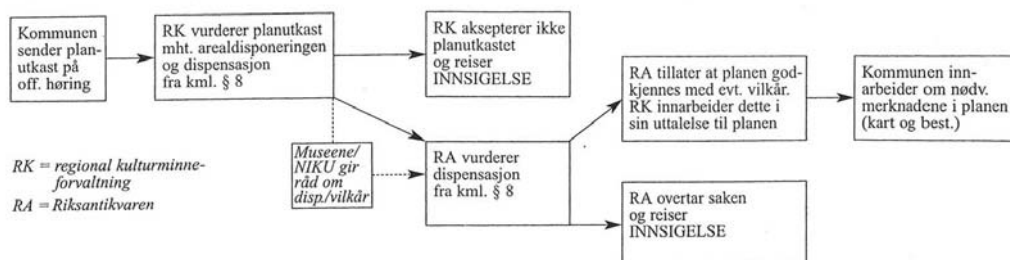 Kommunen
sender plan-
utkast på
off. høring
RK vurderer planutkast
mht. arealdisponeringen
og dispensasjon
fra kml. § 8
RK aksepterer ikke
planutkastet
og reiser
INNSIGELSE
RA tillater at planen god-
kjennes med evt. vilkår.
RK innarbeider dette i
sin uttalelse til planen
Kommunen inn-
arbeider om nødv.
merknadene i planen
(kart og best.)
Museene/
NIKU gir
råd om
disp./vilkår
RA vurderer
dispensasjon
fra kml. § 8
RA overtar saken
og reiser
INNSIGELSE
RK = regional kulturminne-
forvaltning
RA = Riksantikvaren